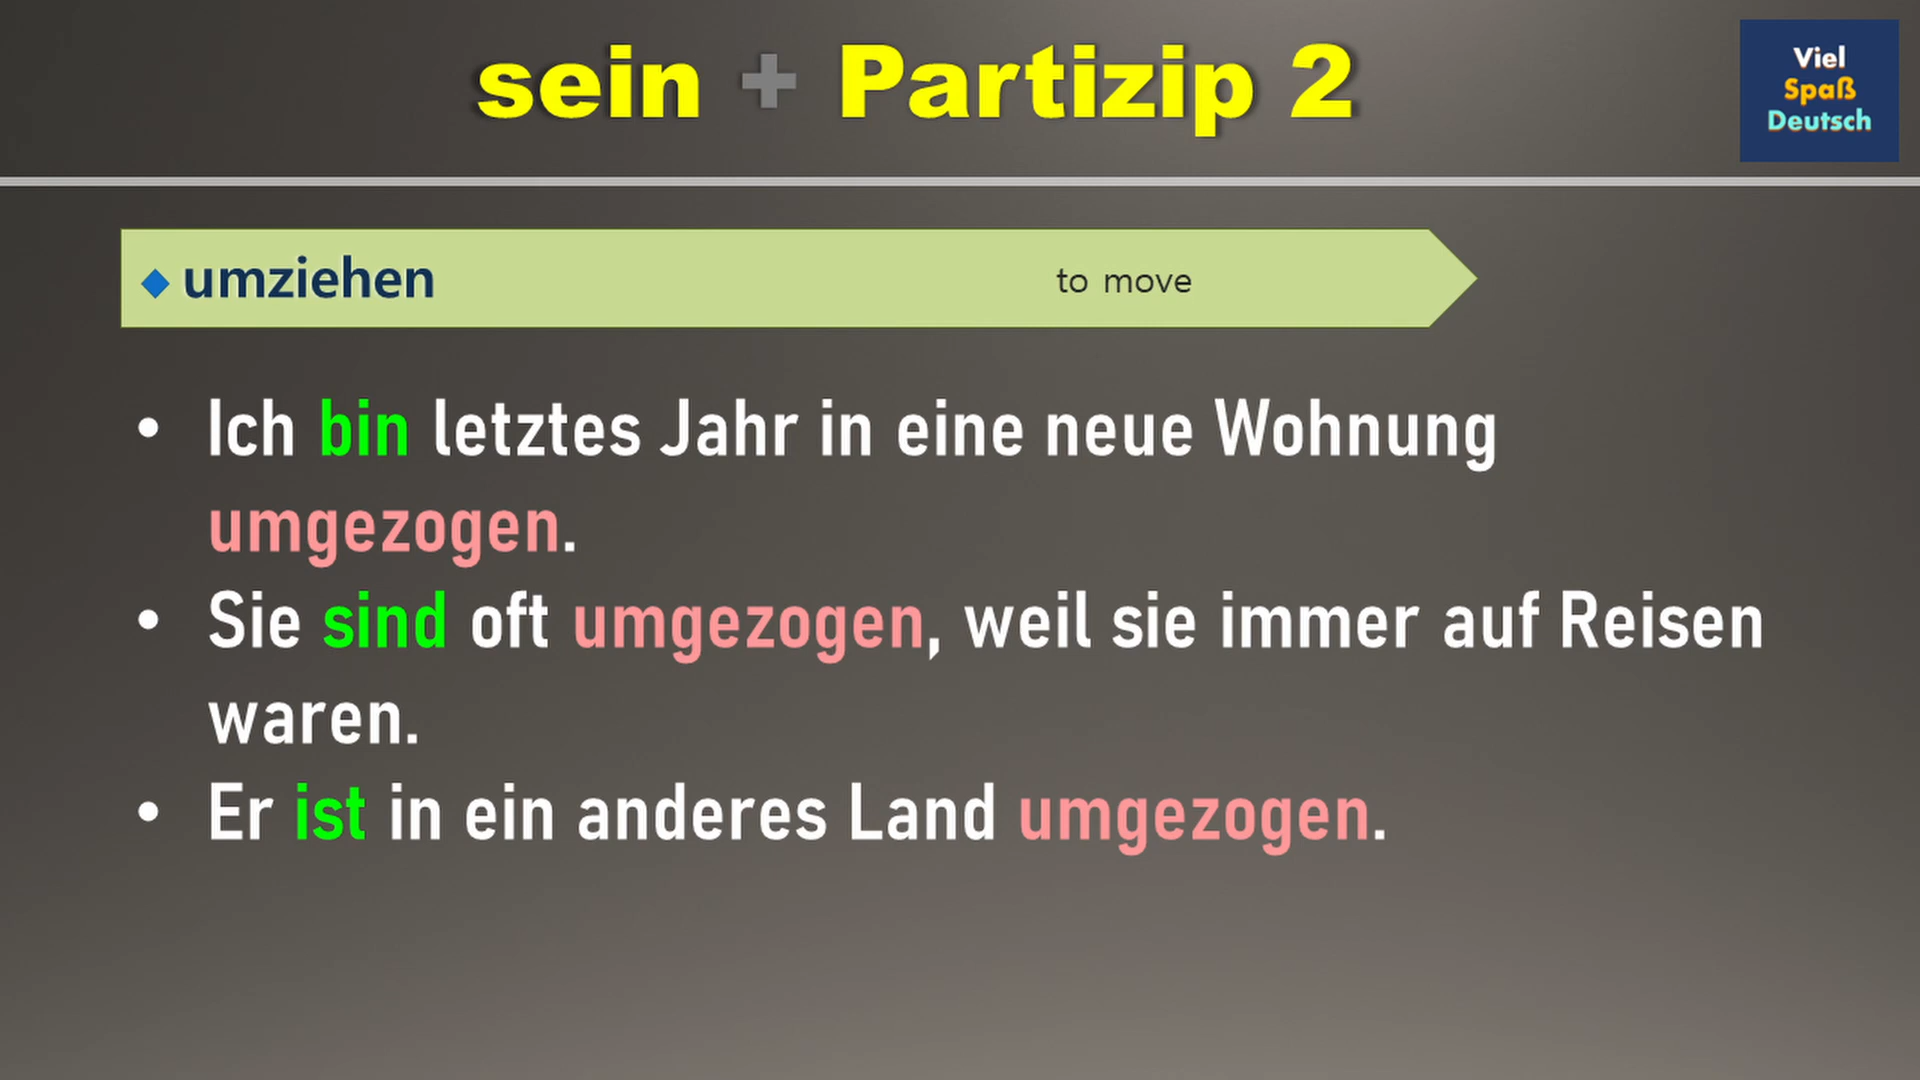 sein + Partizip 2
Viel
Spaß
Deutsch
umziehen to move
• Ich bin letztes Jahr in eine neue Wohnung
umgezogen.
• Sie sind oft umgezogen, weil sie immer auf Reisen
waren.
• Er ist in ein anderes Land umgezogen.